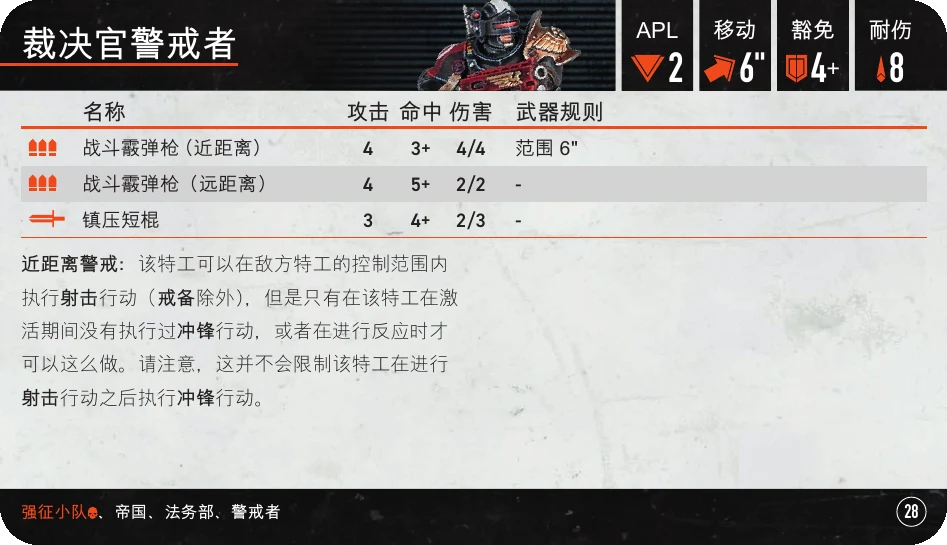 裁决官警戒者
APL 移动 豁免 耐伤
2 6" 4+ 8
名称 攻击 命中 伤害 武器规则
战斗霰弹枪（近距离） 4 3+ 4/4 范围 6"
战斗霰弹枪（远距离） 4 5+ 2/2 -
镇压短棍 3 4+ 2/3 -
近距离警戒：该特工可以在敌方特工的控制范围内
执行射击行动（戒备除外），但是只有在该特工在激
活期间没有执行过冲锋行动，或者在进行反应时才
可以这么做。请注意，这并不会限制该特工在进行
射击行动之后执行冲锋行动。
强征小队、帝国、法务部、警戒者
28